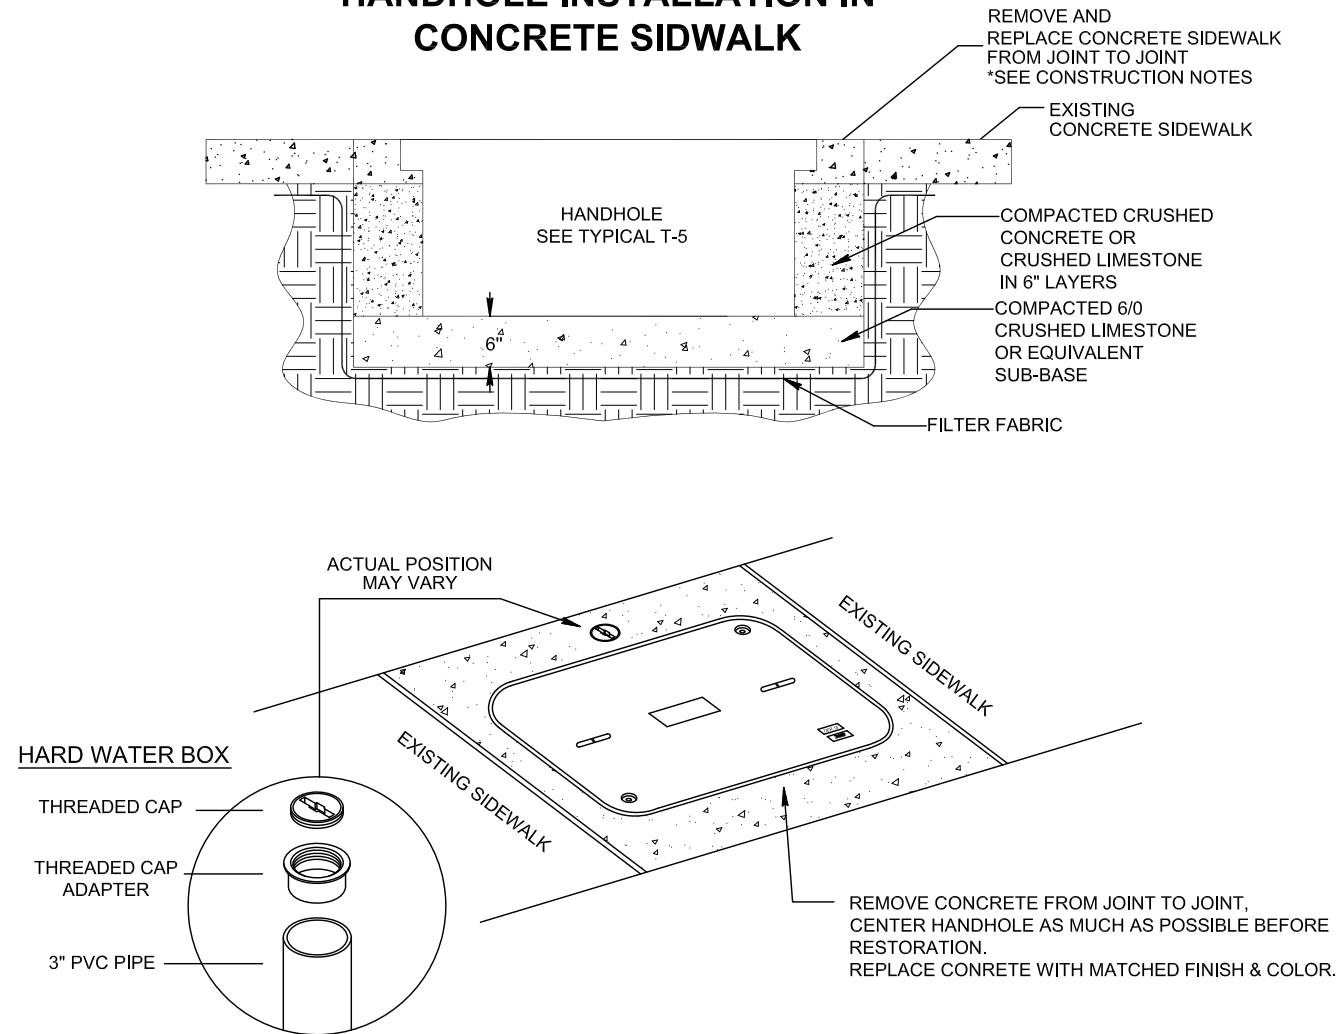 HANDHOLE INSTALLATION IN
CONCRETE SIDWALK
REMOVE AND
REPLACE CONCRETE SIDEWALK
FROM JOINT TO JOINT
*SEE CONSTRUCTION NOTES
EXISTING
CONCRETE SIDEWALK
HANDHOLE
SEE TYPICAL T-5
COMPACTED CRUSHED
CONCRETE OR
CRUSHED LIMESTONE
IN 6" LAYERS
6"
COMPACTED 6/0
CRUSHED LIMESTONE
OR EQUIVALENT
SUB-BASE
FILTER FABRIC
ACTUAL POSITION
MAY VARY
EXISTING SIDEWALK
EXISTING SIDEWALK
HARD WATER BOX
THREADED CAP
THREADED CAP
ADAPTER
3" PVC PIPE
REMOVE CONCRETE FROM JOINT TO JOINT,
CENTER HANDHOLE AS MUCH AS POSSIBLE BEFORE
RESTORATION.
REPLACE CONRETE WITH MATCHED FINISH & COLOR.